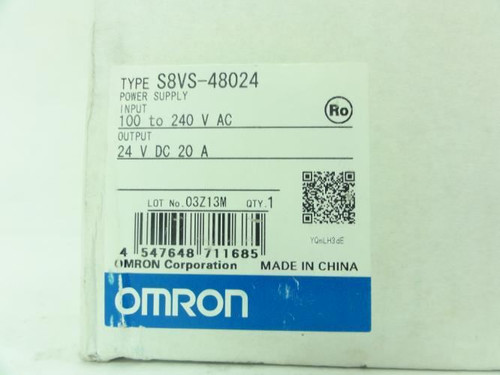 TYPE S8VS-48024
POWER SUPPLY
INPUT
100 to 240 V AC
OUTPUT
24 V DC 20 A
Ro
LOT No. 03Z13M QTY. 1
4 547648 711685
YQnLH3dE
OMRON Corporation MADE IN CHINA
OMRON